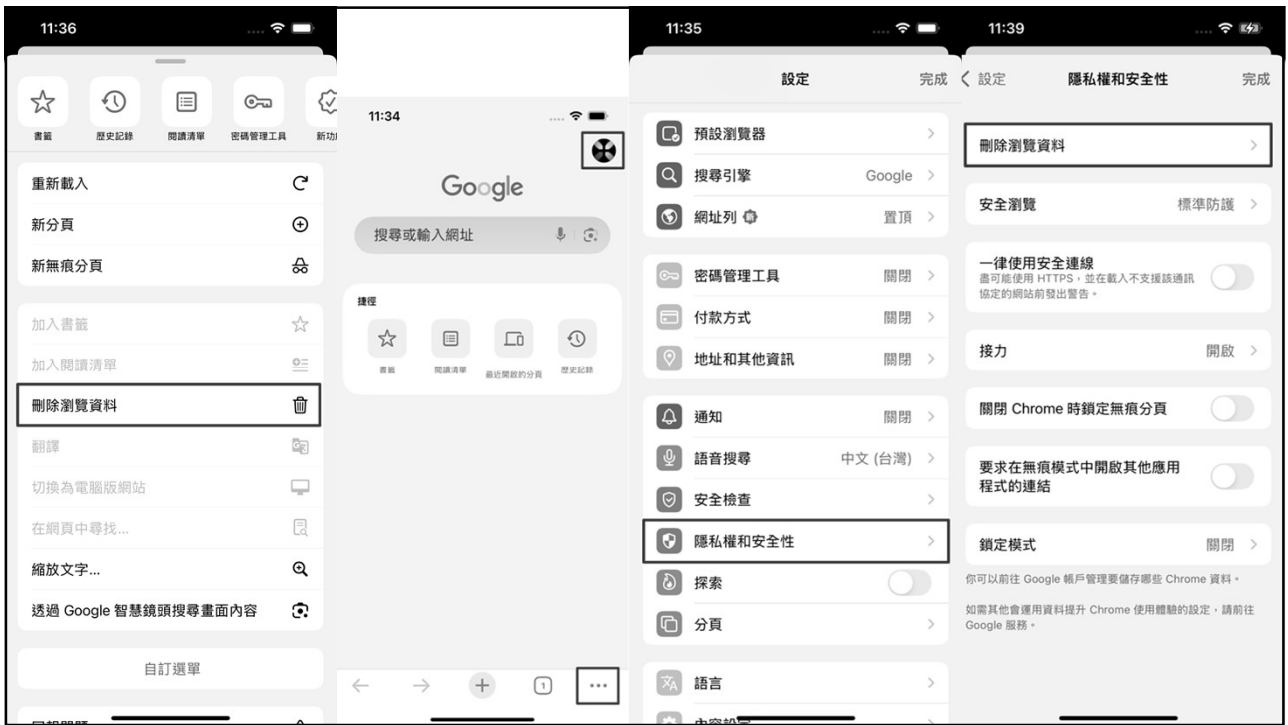 11:36
書籤
歷史記錄
閱讀清單
密碼管理工具
重新載入
新分頁
新無痕分頁
加入書籤
加入閱讀清單
刪除瀏覽資料
翻譯
切換為電腦版網站
在網頁中尋找...
縮放文字...
透過 Google 智慧鏡頭搜尋畫面內容
自訂選單
11:34
Google
搜尋或輸入網址
捷徑
書籤
閱讀清單
最近開啟的分頁
歷史記錄
1
11:35
設定
完成
預設瀏覽器
搜尋引擎 Google
網址列 置頂
密碼管理工具 關閉
付款方式 關閉
地址和其他資訊 關閉
通知 關閉
語音搜尋 中文 (台灣)
安全檢查
隱私權和安全性
探索
分頁
語言
11:39
設定
隱私權和安全性
完成
刪除瀏覽資料
安全瀏覽 標準防護
一律使用安全連線
盡可能使用 HTTPS，並在載入不支援該通訊
協定的網站前發出警告。
接力 開啟
關閉 Chrome 時鎖定無痕分頁
要求在無痕模式中開啟其他應用
程式的連結
鎖定模式 關閉
你可以前往 Google 帳戶管理要儲存哪些 Chrome 資料。
如需其他會運用資料提升 Chrome 使用體驗的設定，請前往
Google 服務。